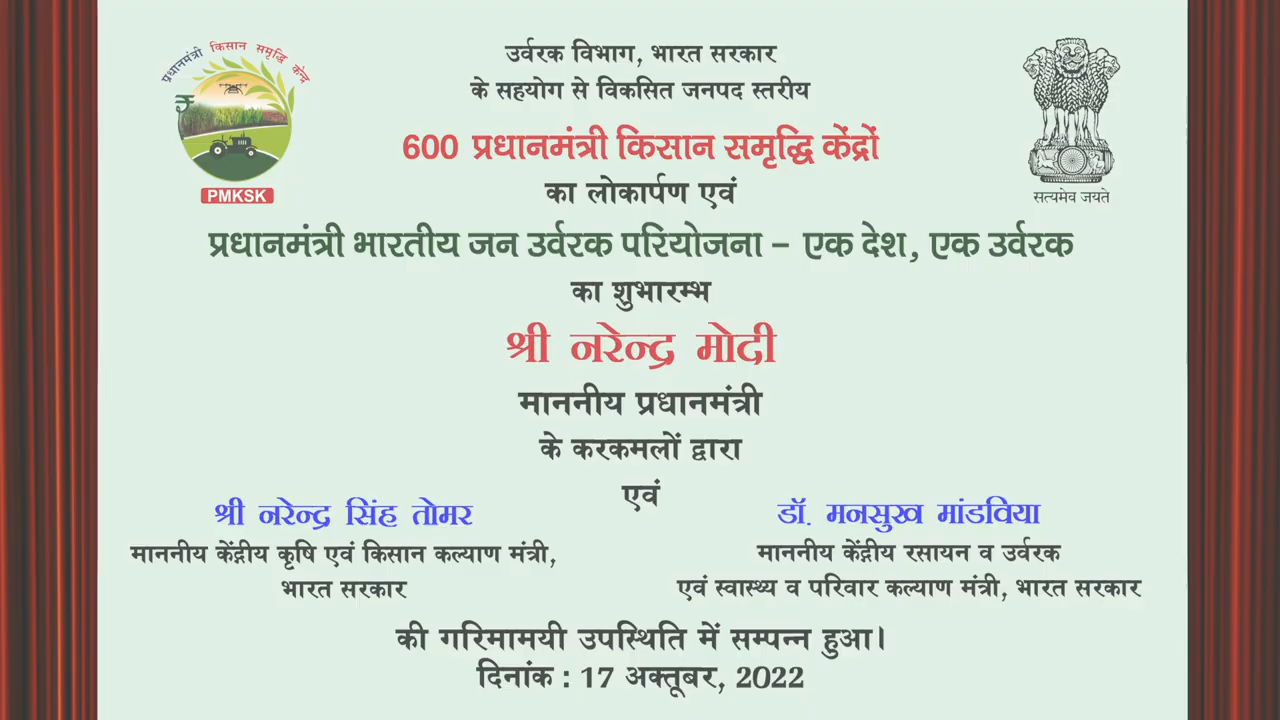 प्रधानमंत्री किसान समृद्धि केन्द्र
₹
PMKSK
सत्यमेव जयते
उर्वरक विभाग, भारत सरकार
के सहयोग से विकसित जनपद स्तरीय
600 प्रधानमंत्री किसान समृद्धि केंद्रों
का लोकार्पण एवं
प्रधानमंत्री भारतीय जन उर्वरक परियोजना – एक देश, एक उर्वरक
का शुभारम्भ
श्री नरेन्द्र मोदी
माननीय प्रधानमंत्री
के करकमलों द्वारा
एवं
श्री नरेन्द्र सिंह तोमर
माननीय केंद्रीय कृषि एवं किसान कल्याण मंत्री,
भारत सरकार
डॉ. मनसुख मांडविया
माननीय केंद्रीय रसायन व उर्वरक
एवं स्वास्थ्य व परिवार कल्याण मंत्री, भारत सरकार
की गरिमामयी उपस्थिति में सम्पन्न हुआ।
दिनांक : 17 अक्तूबर, 2022